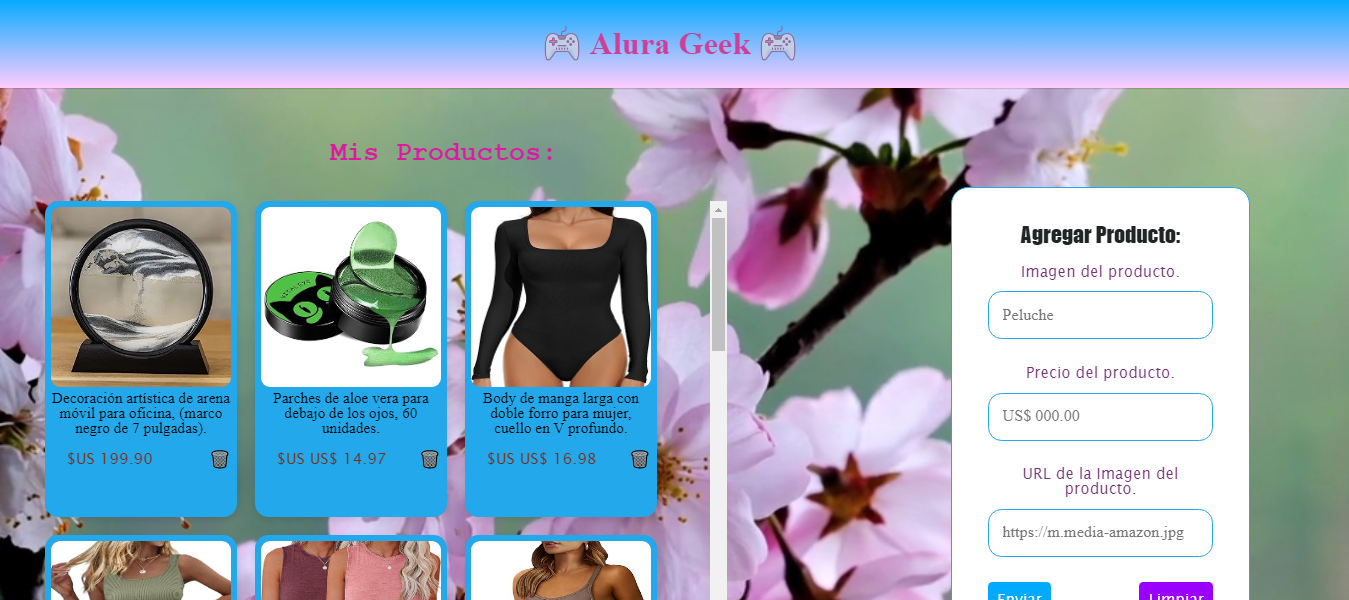 Alura Geek
Mis Productos:
Decoración artística de arena
móvil para oficina, (marco
negro de 7 pulgadas).
$US 199.90
Parches de aloe vera para
debajo de los ojos, 60
unidades.
$US US$ 14.97
Body de manga larga con
doble forro para mujer,
cuello en V profundo.
$US US$ 16.98
Agregar Producto:
Imagen del producto.
Peluche
Precio del producto.
US$ 000.00
URL de la Imagen del
producto.
https://m.media-amazon.jpg
Enviar
Limpiar